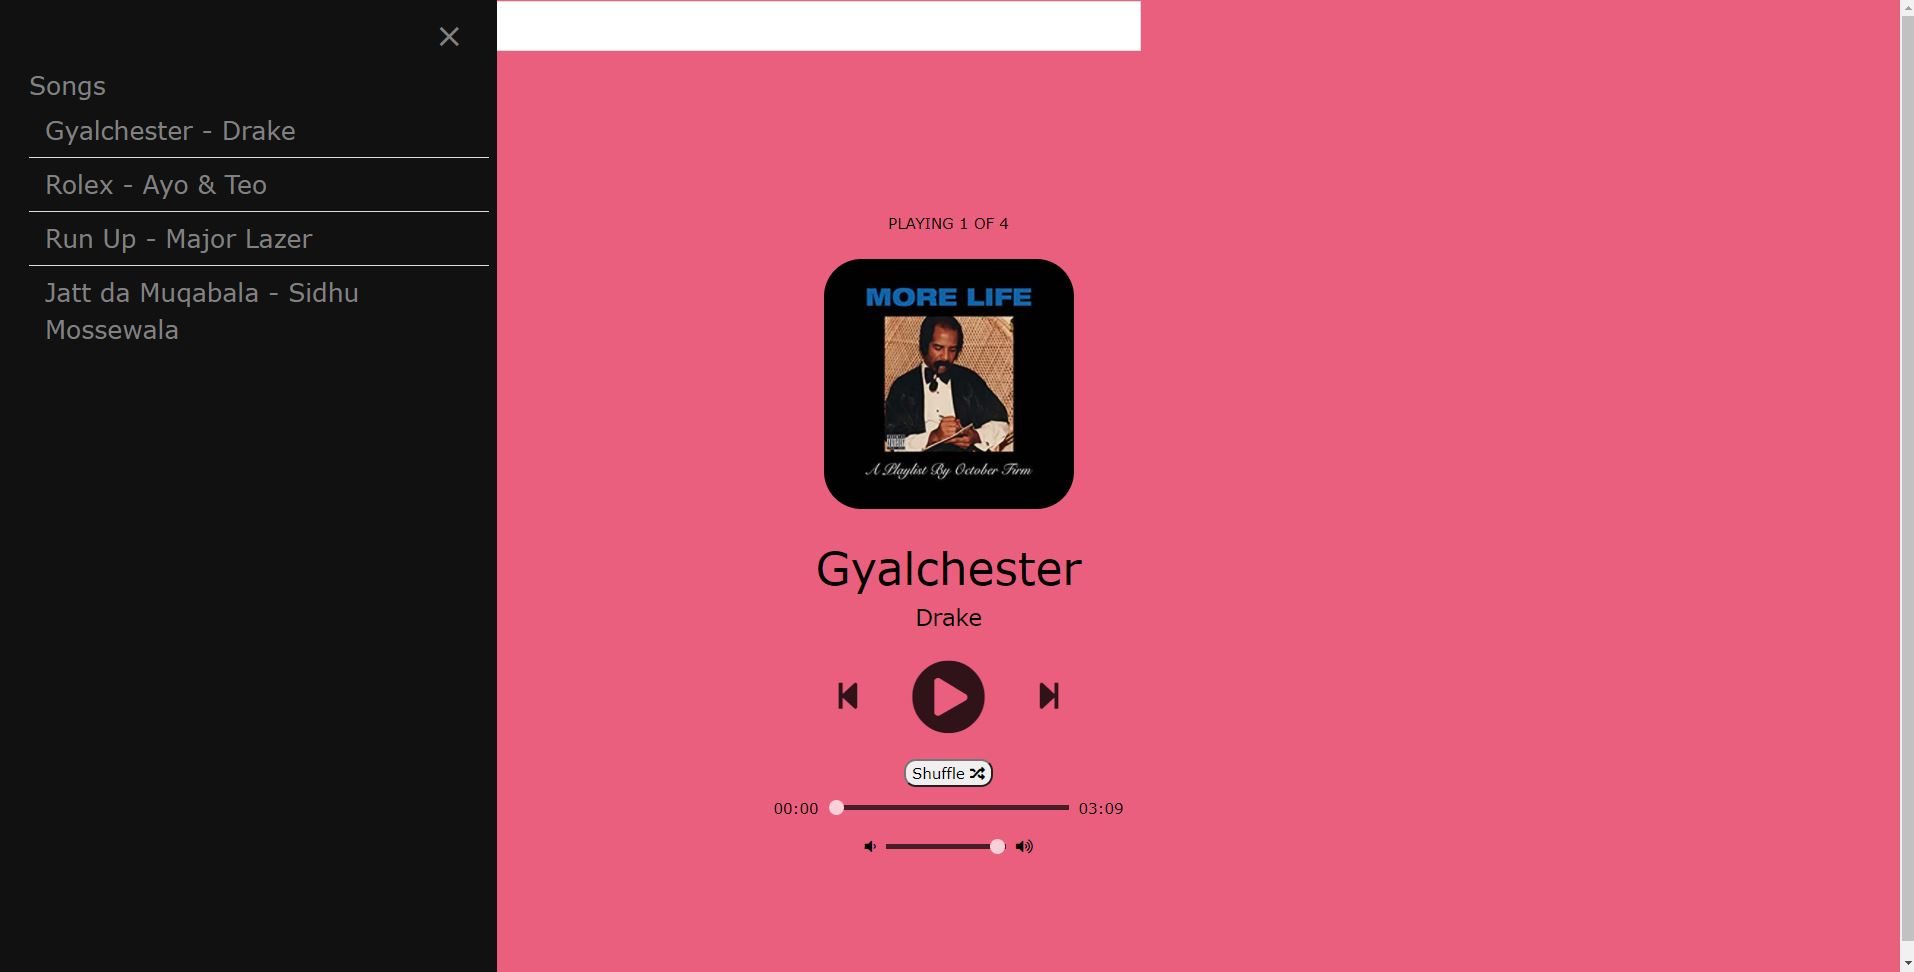 Songs
Gyalchester - Drake
Rolex - Ayo & Teo
Run Up - Major Lazer
Jatt da Muqabala - Sidhu
Mossewala
PLAYING 1 OF 4
MORE LIFE
A Playlist By October Firm
Gyalchester
Drake
Shuffle
00:00
03:09